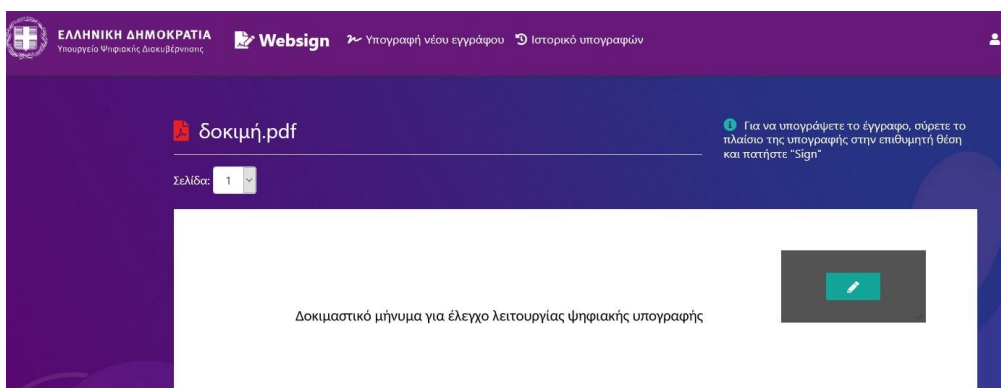 ΕΛΛΗΝΙΚΗ ΔΗΜΟΚΡΑΤΙΑ
Υπουργείο Ψηφιακής Διακυβέρνησης
Websign
Υπογραφή νέου εγγράφου
Ιστορικό υπογραφών
δοκιμή.pdf
Για να υπογράψετε το έγγραφο, σύρετε το
πλαίσιο της υπογραφής στην επιθυμητή θέση
και πατήστε "Sign"
Σελίδα: 1
Δοκιμαστικό μήνυμα για έλεγχο λειτουργίας ψηφιακής υπογραφής